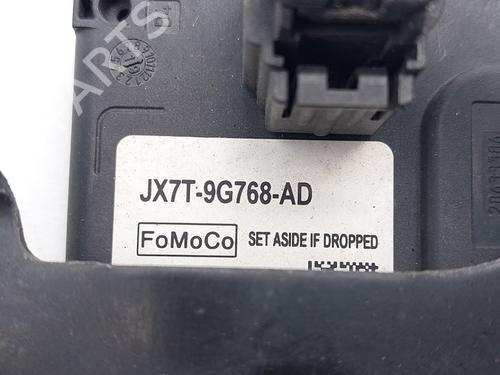 JX7T-9G768-AD
FoMoCo SET ASIDE IF DROPPED